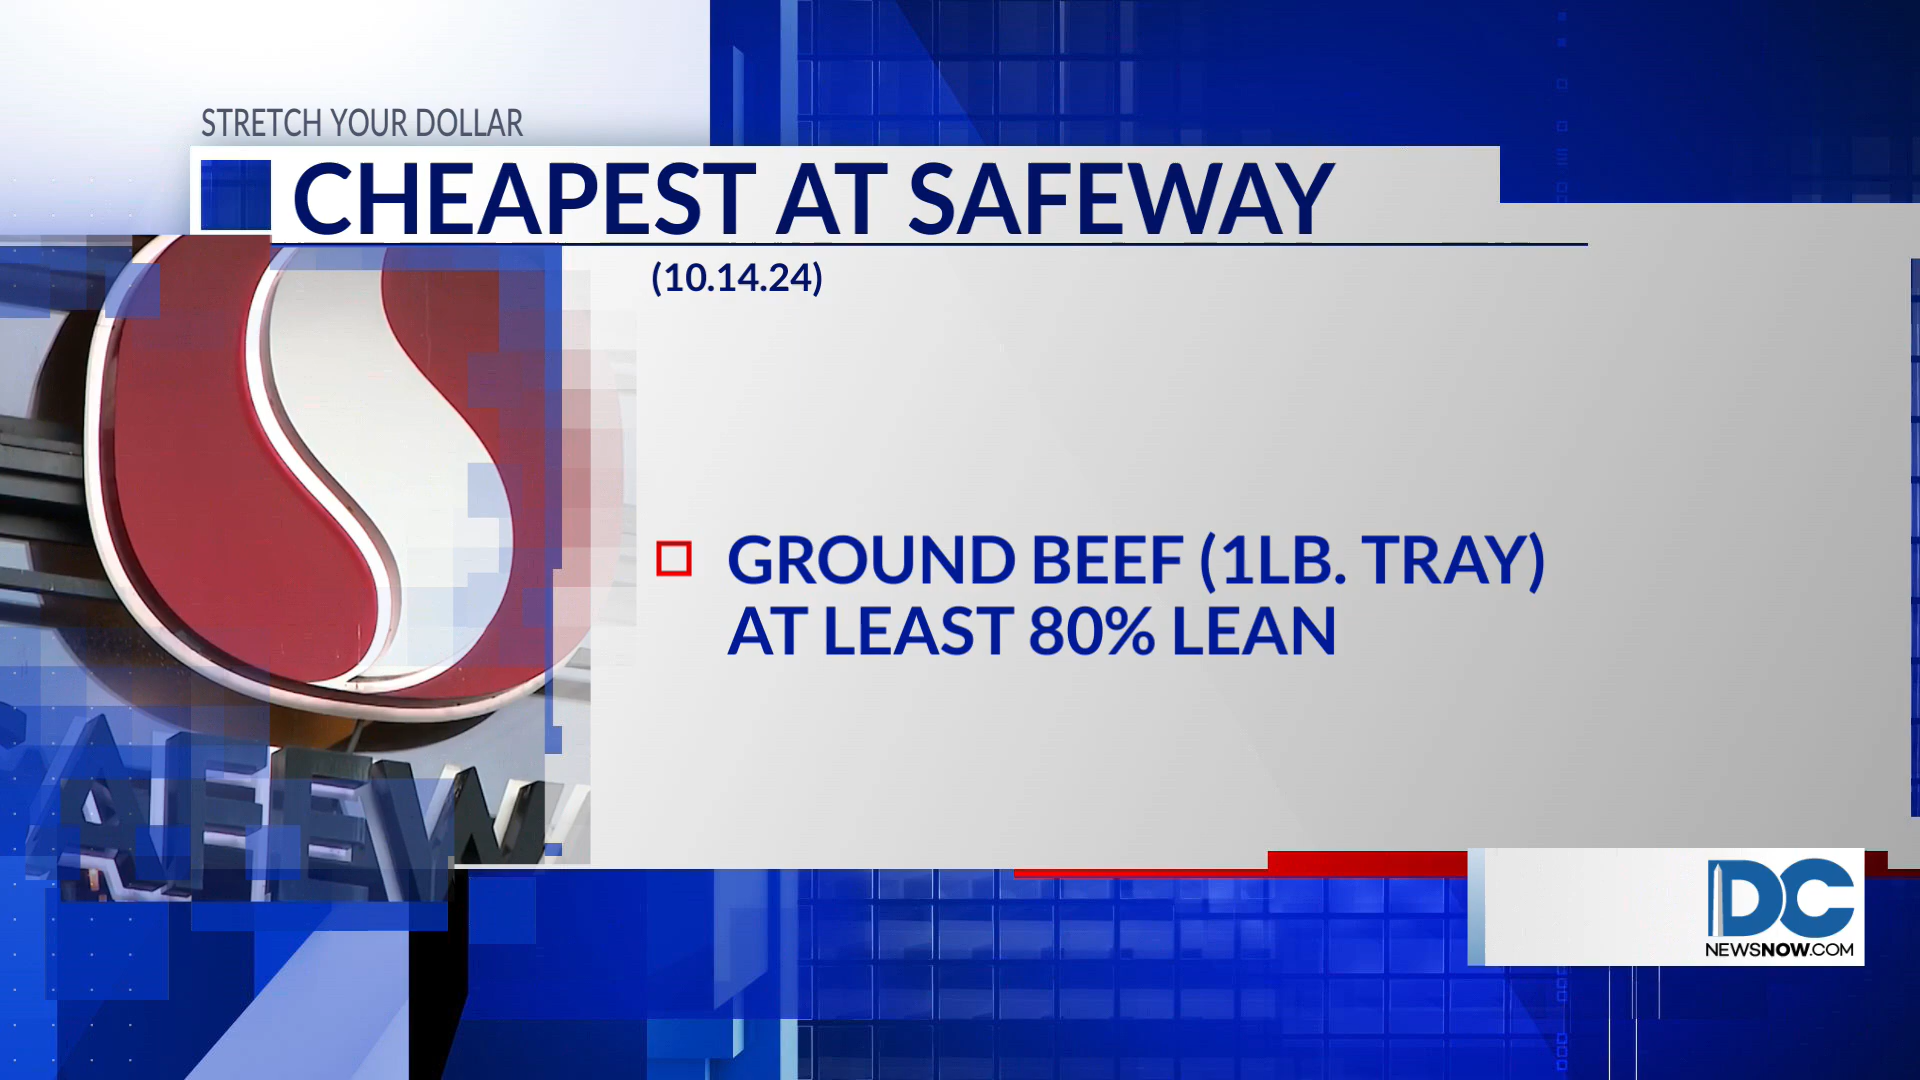 STRETCH YOUR DOLLAR
CHEAPEST AT SAFEWAY
(10.14.24)
GROUND BEEF (1LB. TRAY)
AT LEAST 80% LEAN
SAFEW
DC
NEWSNOW.COM